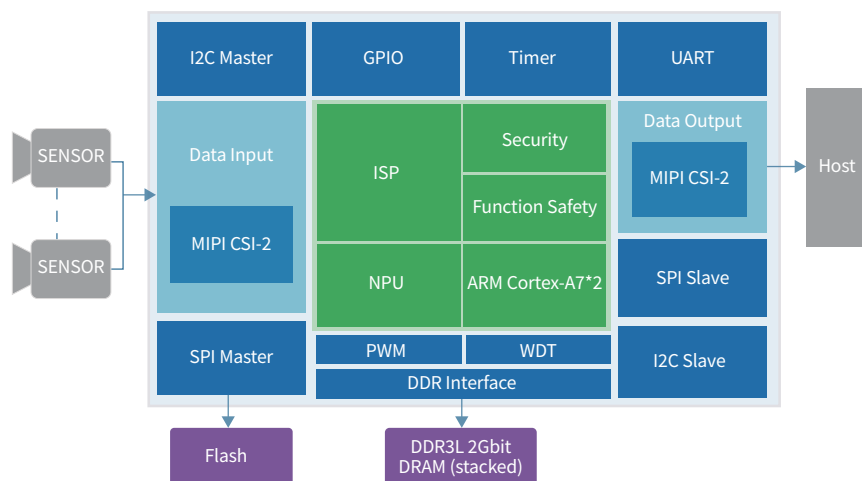 I2C Master
GPIO
Timer
UART
SENSOR
SENSOR
Data Input
MIPI CSI-2
ISP
Security
Function Safety
NPU
ARM Cortex-A7*2
Data Output
MIPI CSI-2
Host
SPI Slave
SPI Master
PWM
WDT
I2C Slave
DDR Interface
Flash
DDR3L 2Gbit
DRAM (stacked)